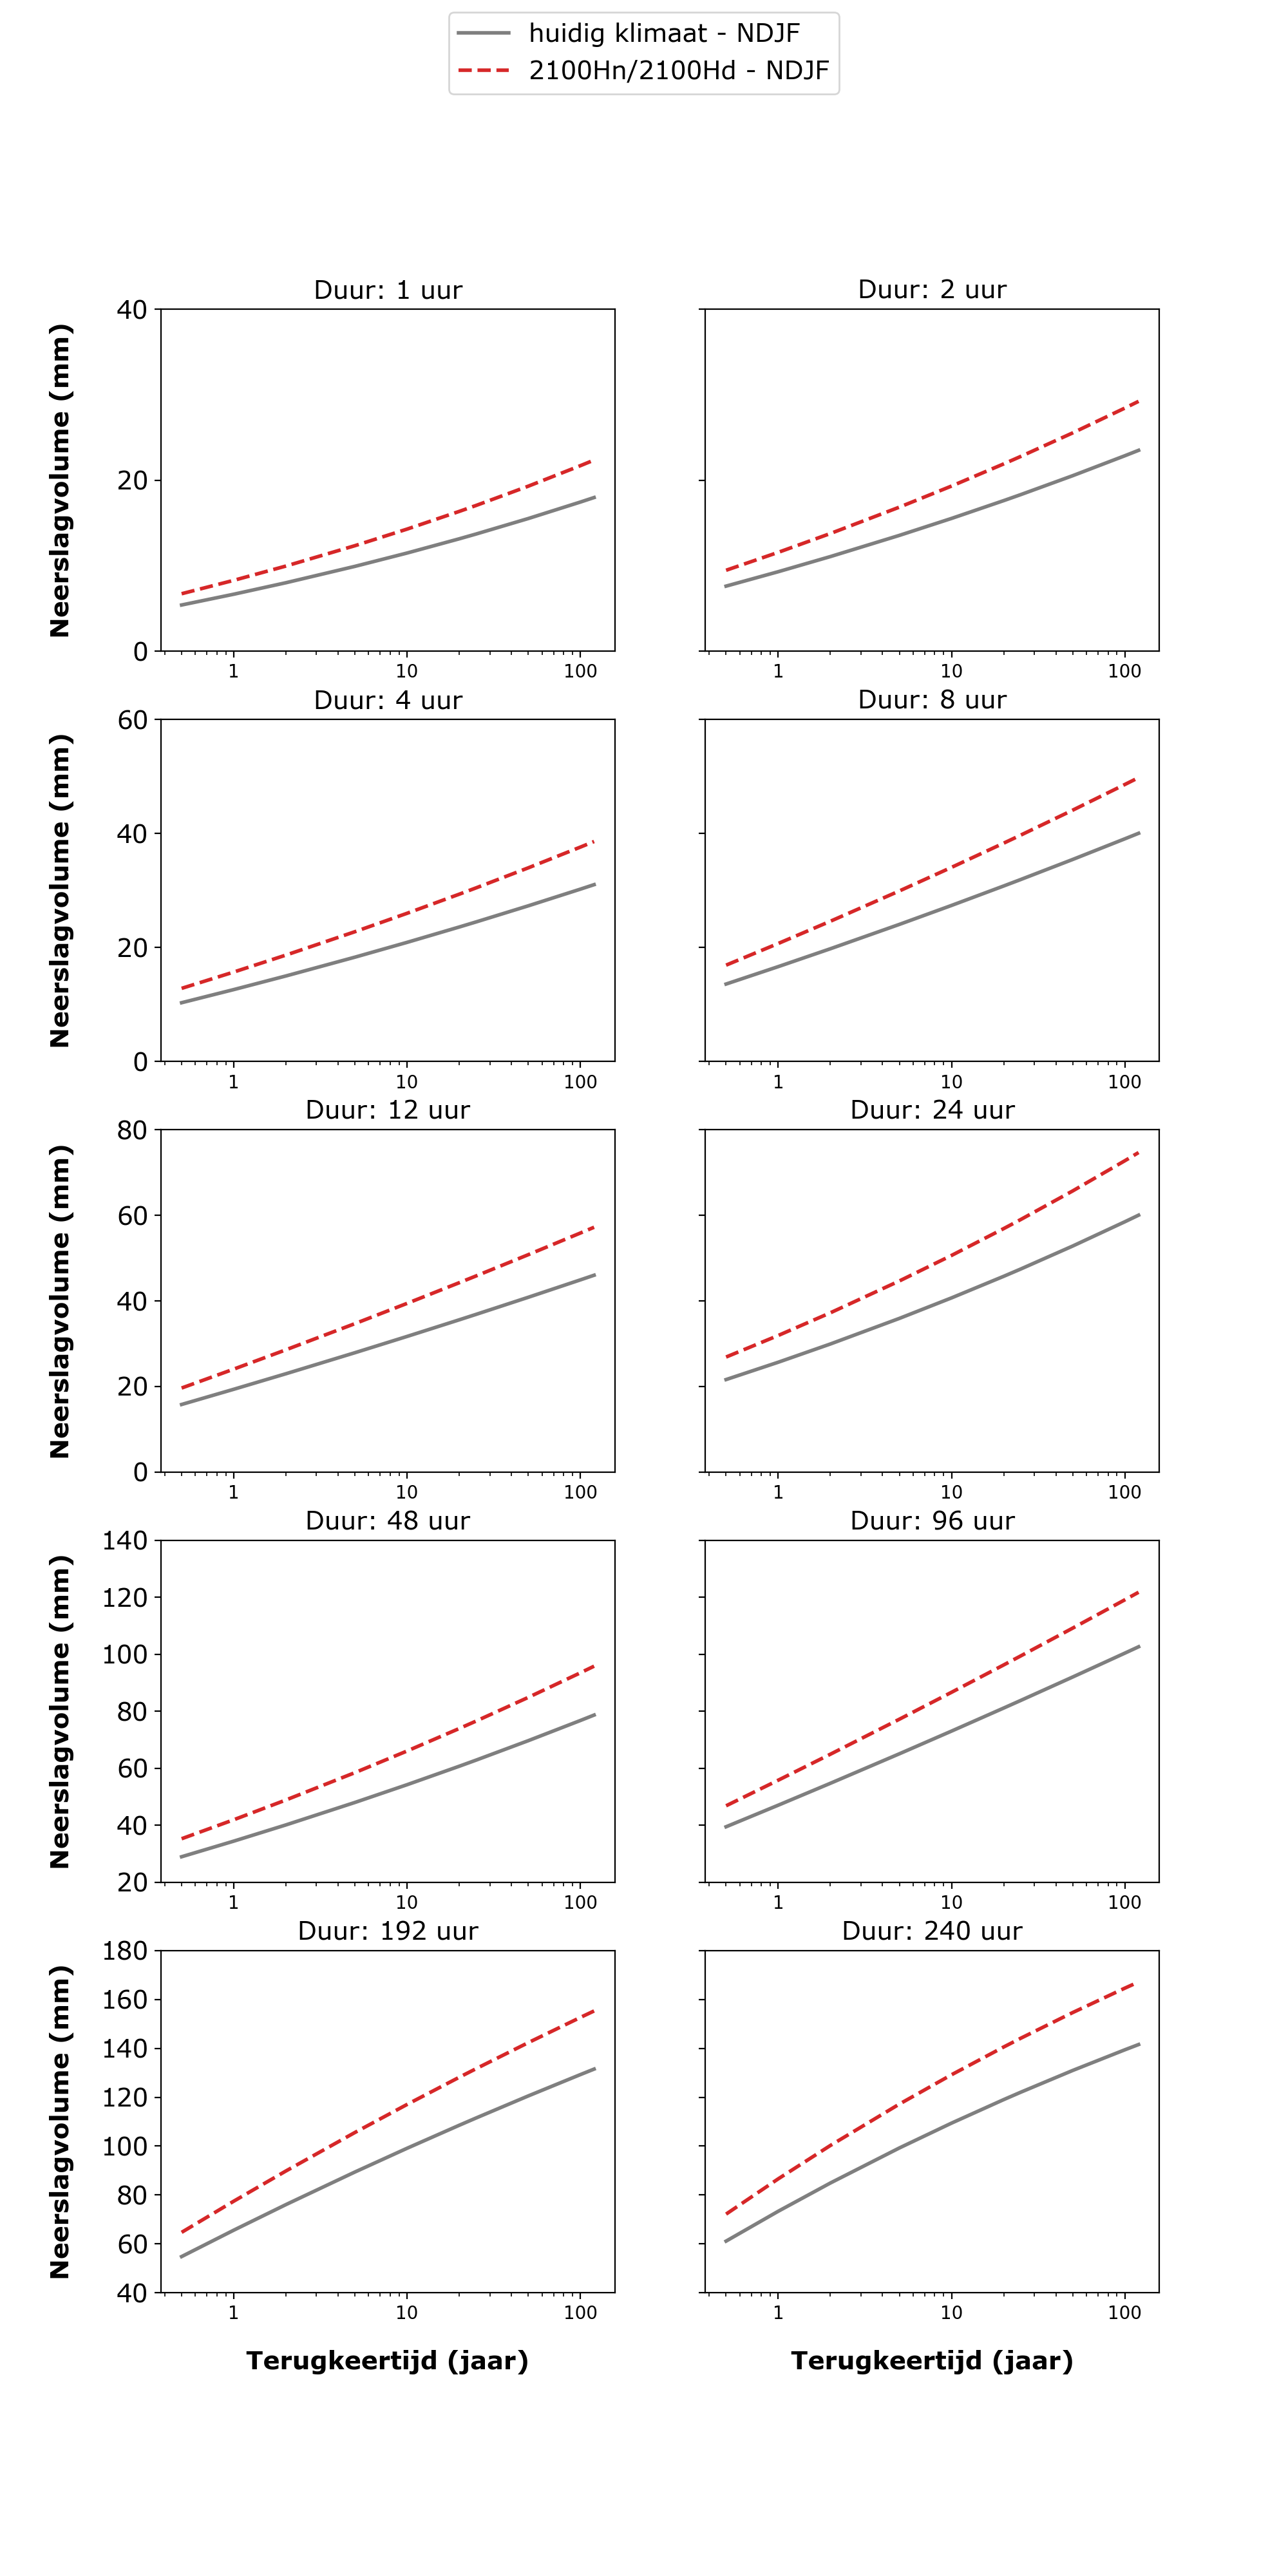 huidig klimaat - NDJF
2100Hn/2100Hd - NDJF
Duur: 1 uur
Neerslagvolume (mm)
40
20
0
1 10 100
Duur: 2 uur
1 10 100
Duur: 4 uur
Neerslagvolume (mm)
60
40
20
0
1 10 100
Duur: 8 uur
1 10 100
Duur: 12 uur
Neerslagvolume (mm)
80
60
40
20
0
1 10 100
Duur: 24 uur
1 10 100
Duur: 48 uur
Neerslagvolume (mm)
140
120
100
80
60
40
20
1 10 100
Duur: 96 uur
1 10 100
Duur: 192 uur
Neerslagvolume (mm)
180
160
140
120
100
80
60
40
1 10 100
Terugkeertijd (jaar)
Duur: 240 uur
1 10 100
Terugkeertijd (jaar)